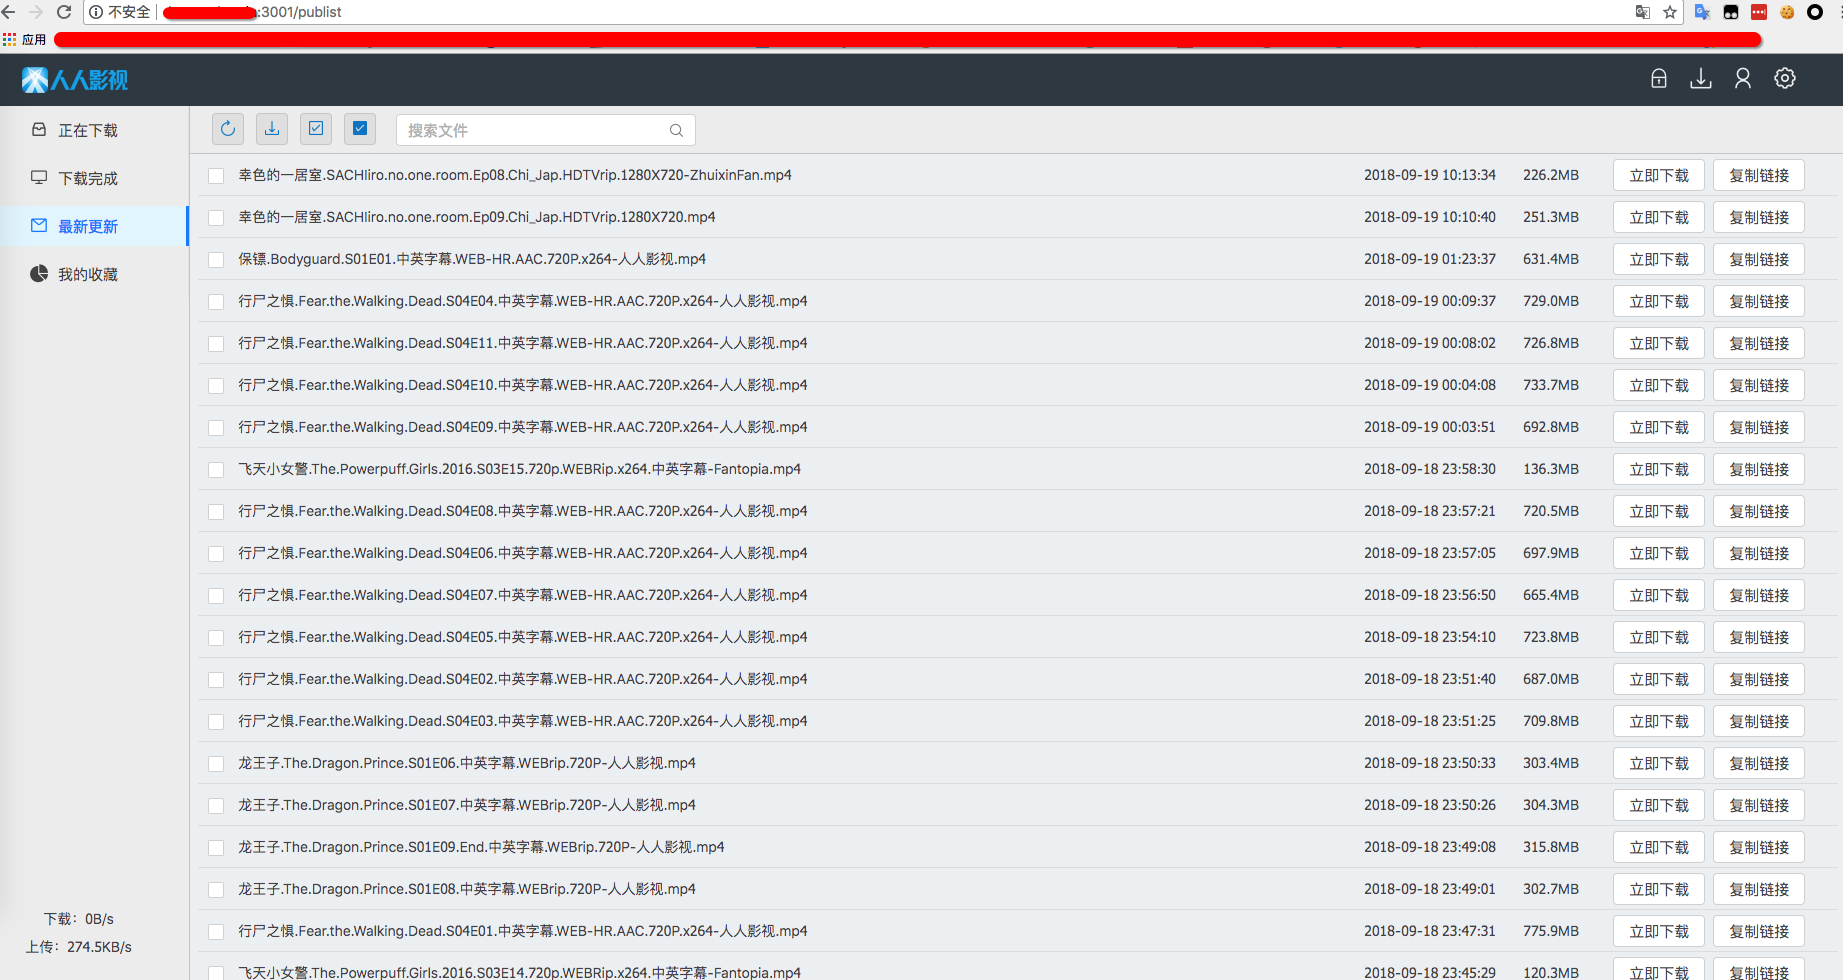 不安全 :3001/publist
应用
人人影视
正在下载
下载完成
最新更新
我的收藏
搜索文件
幸色的一居室.SACHIiro.no.one.room.Ep08.Chi_Jap.HDTVrip.1280X720-ZhuixinFan.mp4 2018-09-19 10:13:34 226.2MB 立即下载 复制链接
幸色的一居室.SACHIiro.no.one.room.Ep09.Chi_Jap.HDTVrip.1280X720.mp4 2018-09-19 10:10:40 251.3MB 立即下载 复制链接
保镖.Bodyguard.S01E01.中英字幕.WEB-HR.AAC.720P.x264-人人影视.mp4 2018-09-19 01:23:37 631.4MB 立即下载 复制链接
行尸之惧.Fear.the.Walking.Dead.S04E04.中英字幕.WEB-HR.AAC.720P.x264-人人影视.mp4 2018-09-19 00:09:37 729.0MB 立即下载 复制链接
行尸之惧.Fear.the.Walking.Dead.S04E11.中英字幕.WEB-HR.AAC.720P.x264-人人影视.mp4 2018-09-19 00:08:02 726.8MB 立即下载 复制链接
行尸之惧.Fear.the.Walking.Dead.S04E10.中英字幕.WEB-HR.AAC.720P.x264-人人影视.mp4 2018-09-19 00:04:08 733.7MB 立即下载 复制链接
行尸之惧.Fear.the.Walking.Dead.S04E09.中英字幕.WEB-HR.AAC.720P.x264-人人影视.mp4 2018-09-19 00:03:51 692.8MB 立即下载 复制链接
飞天小女警.The.Powerpuff.Girls.2016.S03E15.720p.WEBRip.x264.中英字幕-Fantopia.mp4 2018-09-18 23:58:30 136.3MB 立即下载 复制链接
行尸之惧.Fear.the.Walking.Dead.S04E08.中英字幕.WEB-HR.AAC.720P.x264-人人影视.mp4 2018-09-18 23:57:21 720.5MB 立即下载 复制链接
行尸之惧.Fear.the.Walking.Dead.S04E06.中英字幕.WEB-HR.AAC.720P.x264-人人影视.mp4 2018-09-18 23:57:05 697.9MB 立即下载 复制链接
行尸之惧.Fear.the.Walking.Dead.S04E07.中英字幕.WEB-HR.AAC.720P.x264-人人影视.mp4 2018-09-18 23:56:50 665.4MB 立即下载 复制链接
行尸之惧.Fear.the.Walking.Dead.S04E05.中英字幕.WEB-HR.AAC.720P.x264-人人影视.mp4 2018-09-18 23:54:10 723.8MB 立即下载 复制链接
行尸之惧.Fear.the.Walking.Dead.S04E02.中英字幕.WEB-HR.AAC.720P.x264-人人影视.mp4 2018-09-18 23:51:40 687.0MB 立即下载 复制链接
行尸之惧.Fear.the.Walking.Dead.S04E03.中英字幕.WEB-HR.AAC.720P.x264-人人影视.mp4 2018-09-18 23:51:25 709.8MB 立即下载 复制链接
龙王子.The.Dragon.Prince.S01E06.中英字幕.WEBrip.720P-人人影视.mp4 2018-09-18 23:50:33 303.4MB 立即下载 复制链接
龙王子.The.Dragon.Prince.S01E07.中英字幕.WEBrip.720P-人人影视.mp4 2018-09-18 23:50:26 304.3MB 立即下载 复制链接
龙王子.The.Dragon.Prince.S01E09.End.中英字幕.WEBrip.720P-人人影视.mp4 2018-09-18 23:49:08 315.8MB 立即下载 复制链接
龙王子.The.Dragon.Prince.S01E08.中英字幕.WEBrip.720P-人人影视.mp4 2018-09-18 23:49:01 302.7MB 立即下载 复制链接
行尸之惧.Fear.the.Walking.Dead.S04E01.中英字幕.WEB-HR.AAC.720P.x264-人人影视.mp4 2018-09-18 23:47:31 775.9MB 立即下载 复制链接
飞天小女警.The.Powerpuff.Girls.2016.S03E14.720p.WEBRip.x264.中英字幕-Fantopia.mp4 2018-09-18 23:45:29 120.3MB 立即下载 复制链接
下载：0B/s
上传：274.5KB/s